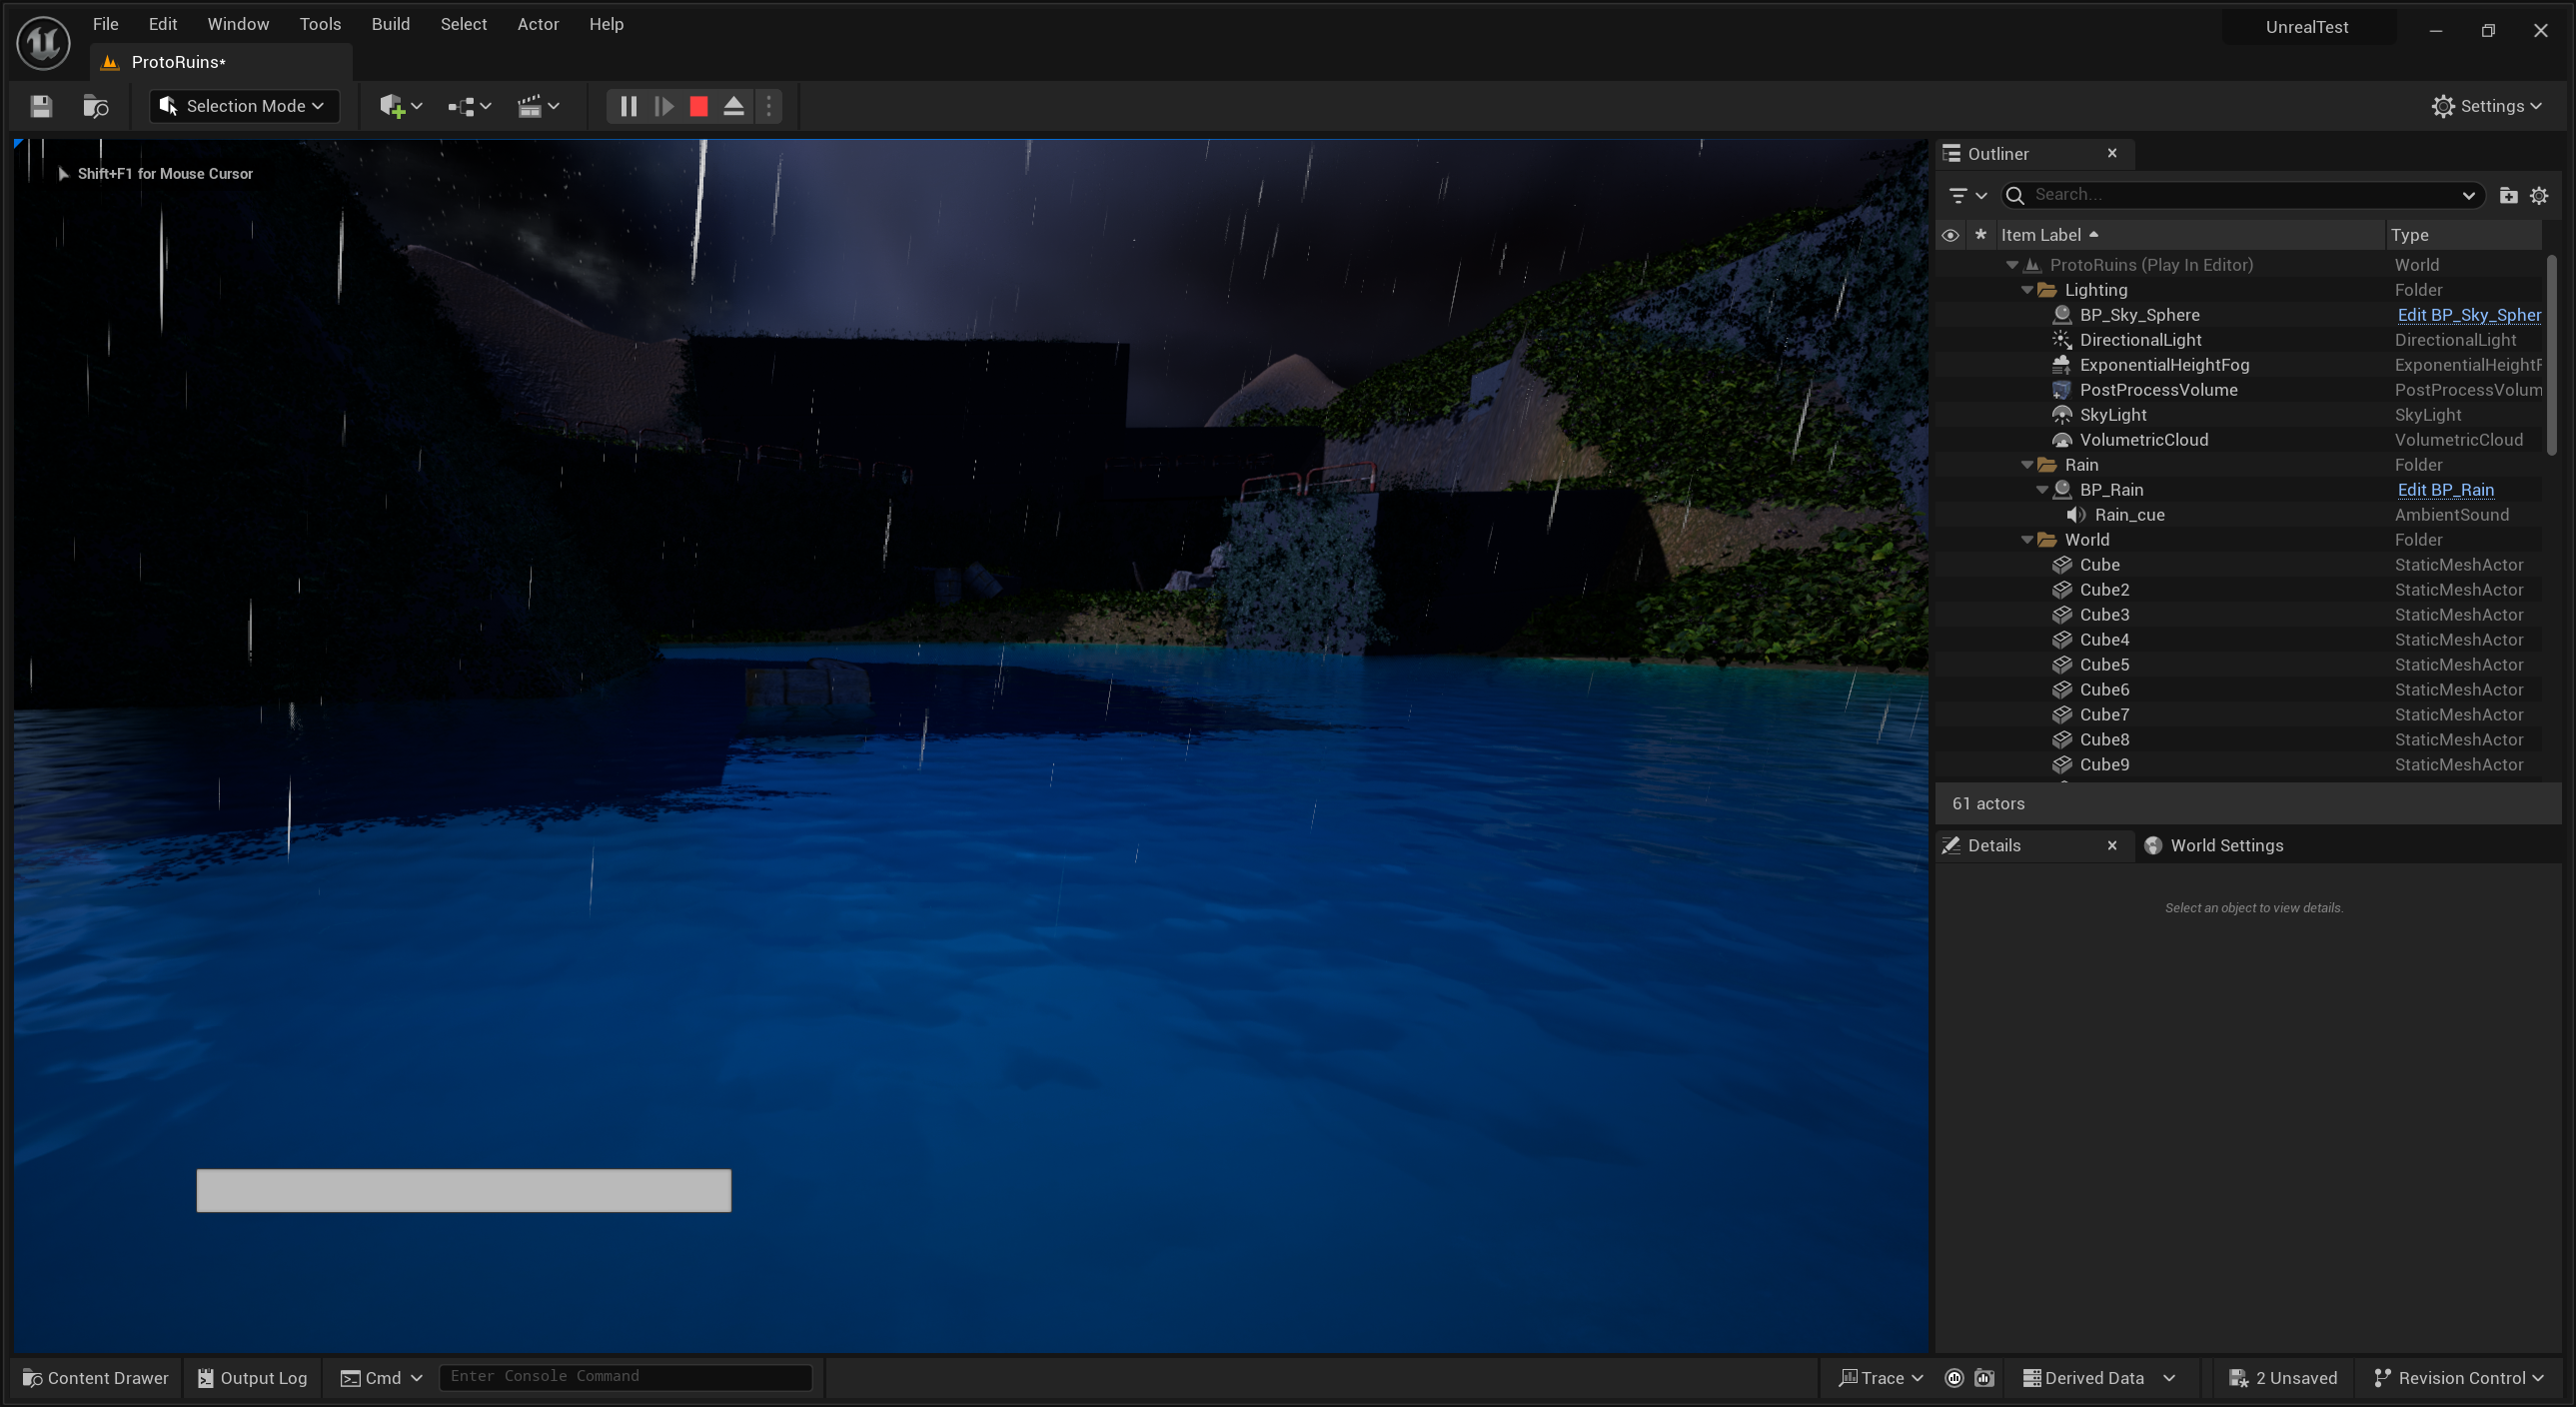 File Edit Window Tools Build Select Actor Help
UnrealTest
ProtoRuins*
Selection Mode
Settings
Shift+F1 for Mouse Cursor
Outliner
Search...
Item Label Type
ProtoRuins (Play In Editor) World
Lighting Folder
BP_Sky_Sphere Edit BP_Sky_Spher
DirectionalLight DirectionalLight
ExponentialHeightFog ExponentialHeightF
PostProcessVolume PostProcessVolum
SkyLight SkyLight
VolumetricCloud VolumetricCloud
Rain Folder
BP_Rain Edit BP_Rain
Rain_cue AmbientSound
World Folder
Cube StaticMeshActor
Cube2 StaticMeshActor
Cube3 StaticMeshActor
Cube4 StaticMeshActor
Cube5 StaticMeshActor
Cube6 StaticMeshActor
Cube7 StaticMeshActor
Cube8 StaticMeshActor
Cube9 StaticMeshActor
61 actors
Details World Settings
Select an object to view details.
Content Drawer Output Log Cmd Enter Console Command Trace Derived Data 2 Unsaved Revision Control